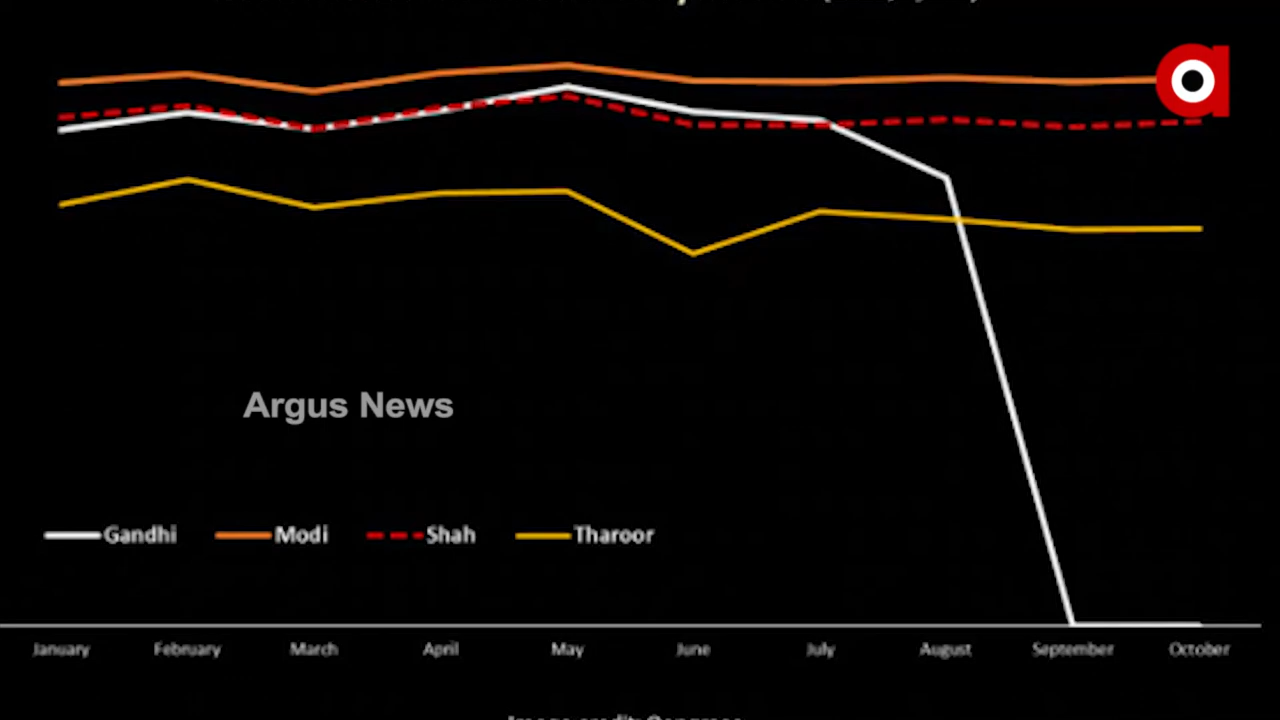 Argus News
Gandhi Modi Shah Tharoor
January February March April May June July August September October